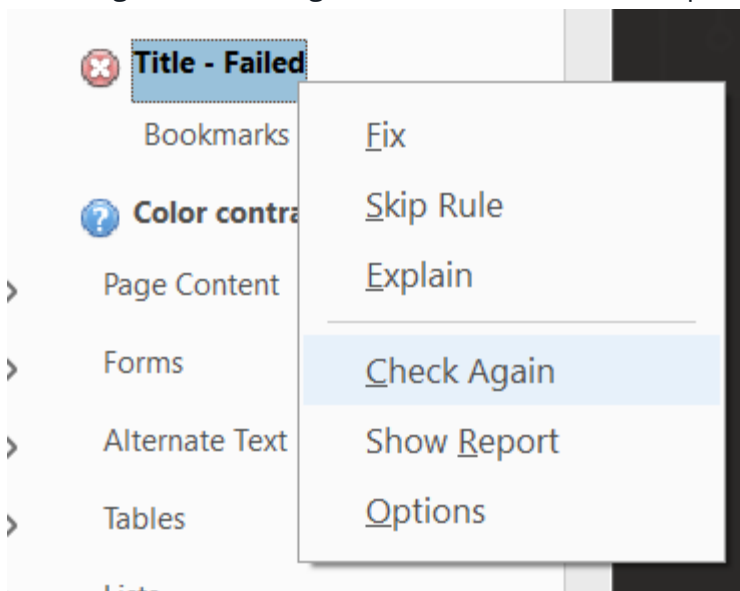 Title - Failed
Bookmarks
Color contra
Page Content
Forms
Alternate Text
Tables
Fix
Skip Rule
Explain
Check Again
Show Report
Options